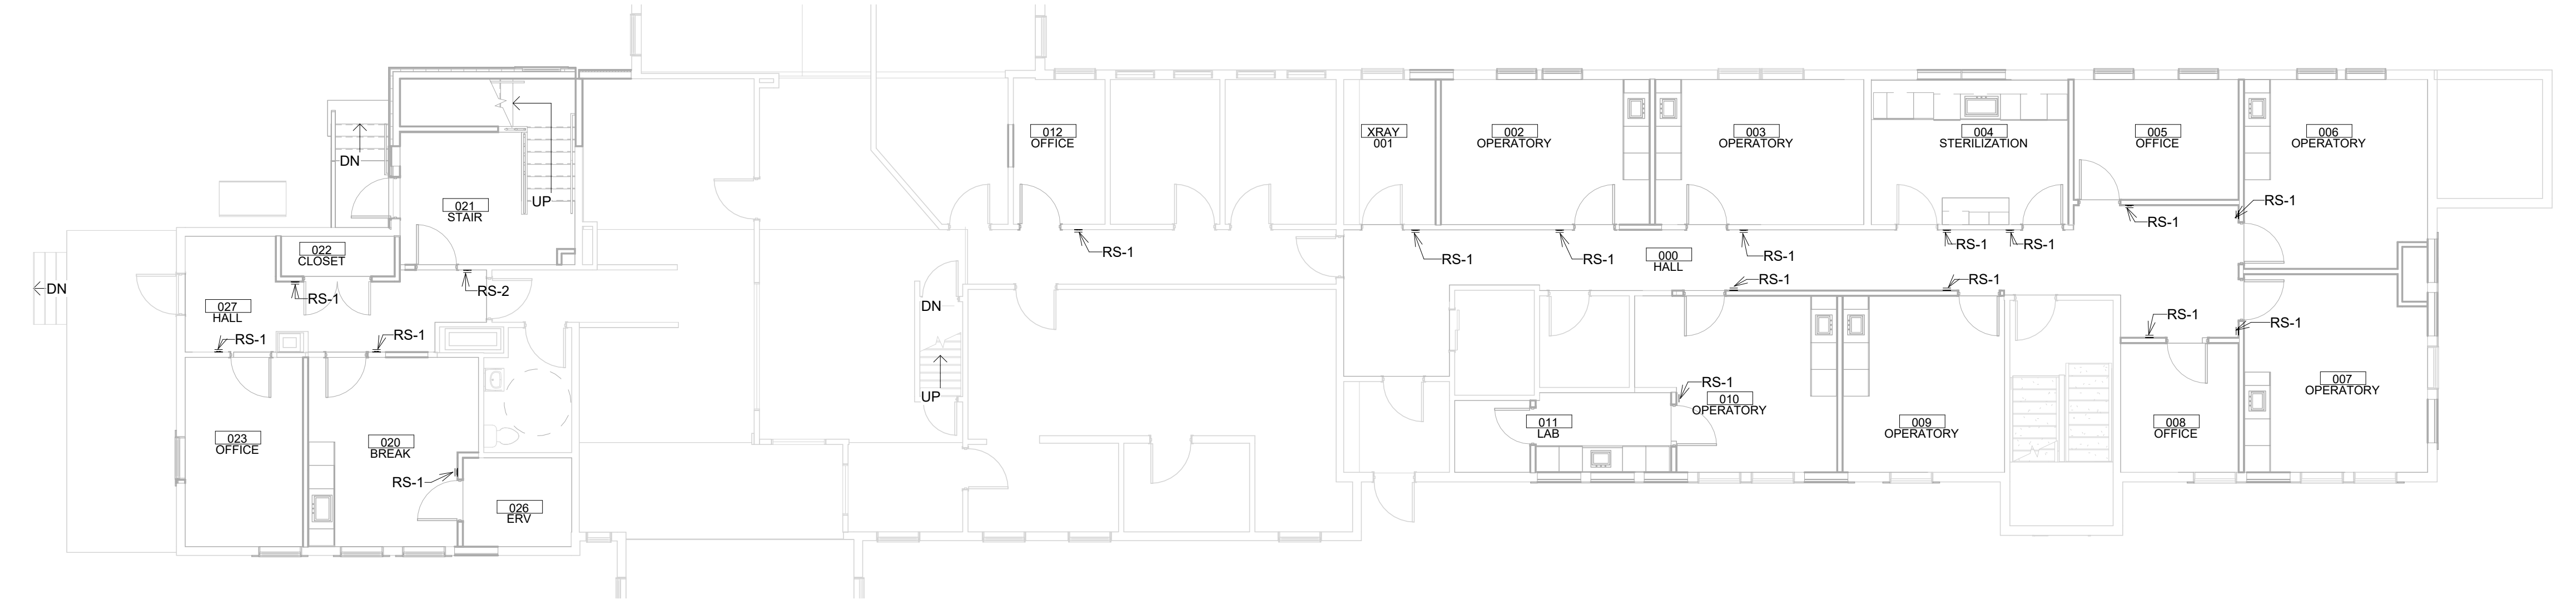 012
OFFICE
XRAY
001
002
OPERATORY
003
OPERATORY
004
STERILIZATION
005
OFFICE
006
OPERATORY
DN
021
STAIR
UP
RS-1
RS-1
022
CLOSET
RS-1
RS-1
RS-1
000
HALL
RS-1
RS-1
RS-1
DN
RS-1
RS-2
027
HALL
DN
RS-1
RS-1
RS-1
RS-1
RS-1
RS-1
UP
RS-1
010
OPERATORY
007
OPERATORY
023
OFFICE
020
BREAK
011
LAB
009
OPERATORY
008
OFFICE
RS-1
026
ERV